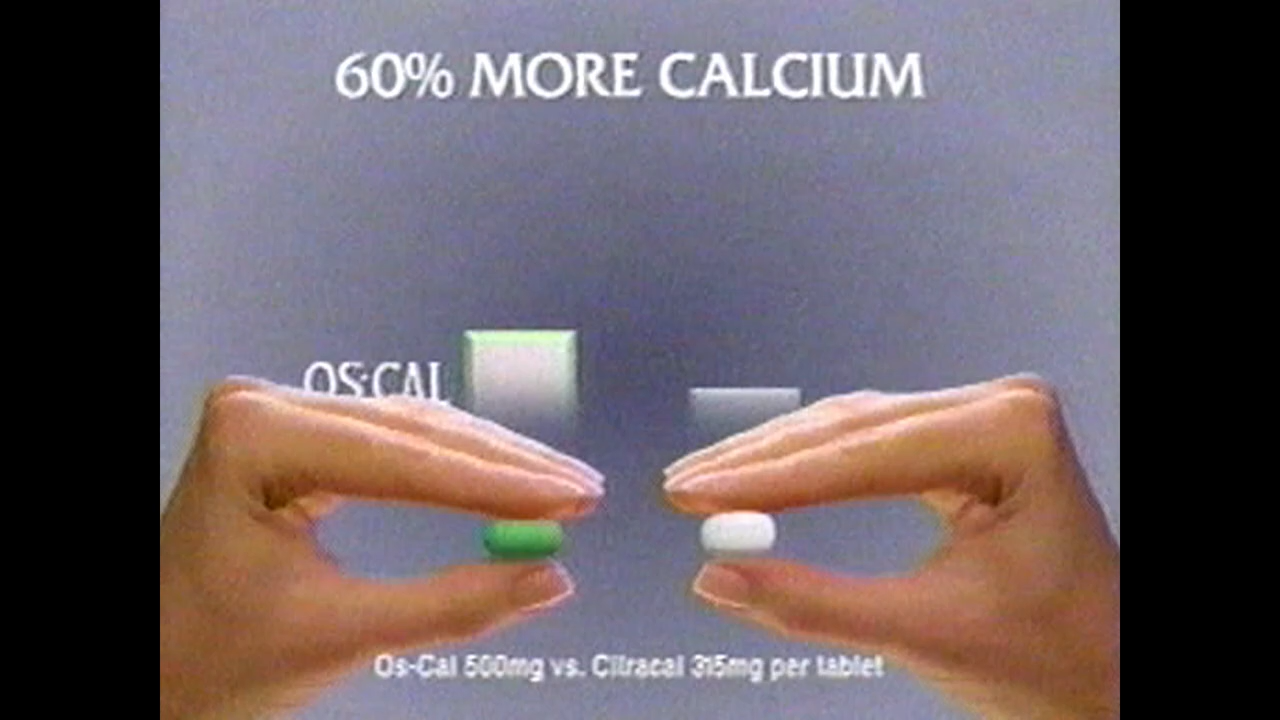 60% MORE CALCIUM
OS·CAL
Os-Cal 500mg vs. Citracal 315mg per tablet